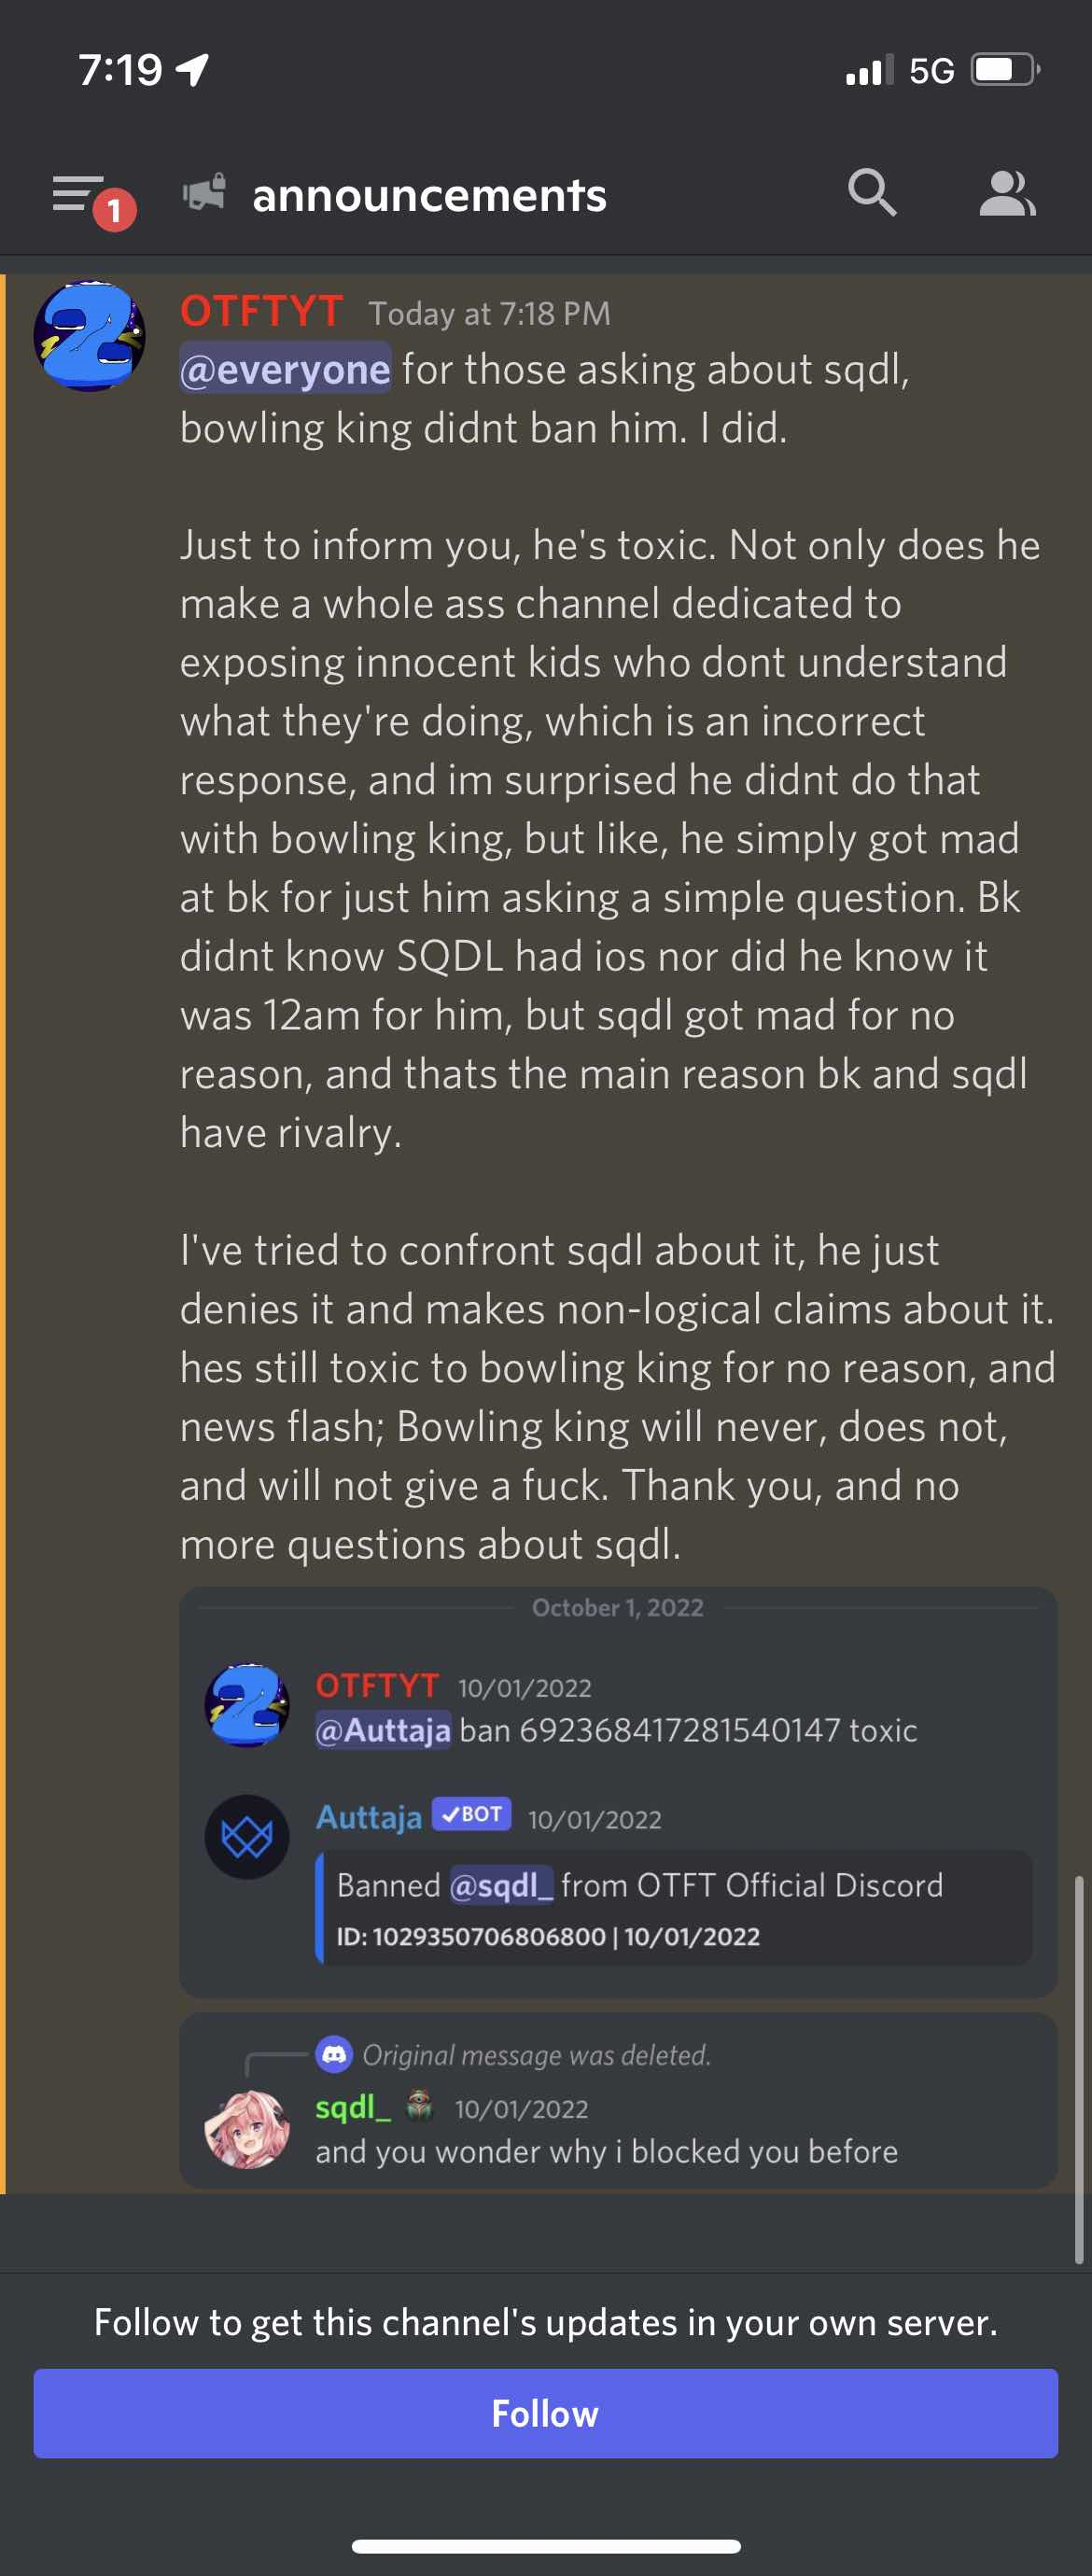 7:19
5G
1
announcements
OTFTYT Today at 7:18 PM
@everyone for those asking about sqdl,
bowling king didnt ban him. I did.
Just to inform you, he's toxic. Not only does he
make a whole ass channel dedicated to
exposing innocent kids who dont understand
what they're doing, which is an incorrect
response, and im surprised he didnt do that
with bowling king, but like, he simply got mad
at bk for just him asking a simple question. Bk
didnt know SQDL had ios nor did he know it
was 12am for him, but sqdl got mad for no
reason, and thats the main reason bk and sqdl
have rivalry.
I've tried to confront sqdl about it, he just
denies it and makes non-logical claims about it.
hes still toxic to bowling king for no reason, and
news flash; Bowling king will never, does not,
and will not give a fuck. Thank you, and no
more questions about sqdl.
October 1, 2022
OTFTYT 10/01/2022
@Auttaja ban 692368417281540147 toxic
Auttaja ✓BOT 10/01/2022
Banned @sqdl_ from OTFT Official Discord
ID: 1029350706806800 | 10/01/2022
Original message was deleted.
sqdl_ 10/01/2022
and you wonder why i blocked you before
Follow to get this channel's updates in your own server.
Follow